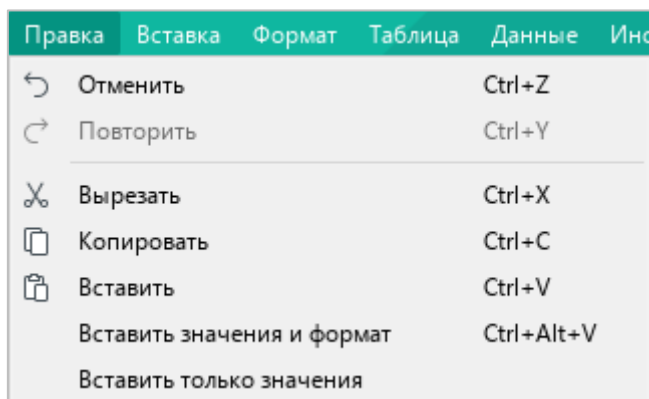 Правка Вставка Формат Таблица Данные
Отменить Ctrl+Z
Повторить Ctrl+Y
Вырезать Ctrl+X
Копировать Ctrl+C
Вставить Ctrl+V
Вставить значения и формат Ctrl+Alt+V
Вставить только значения